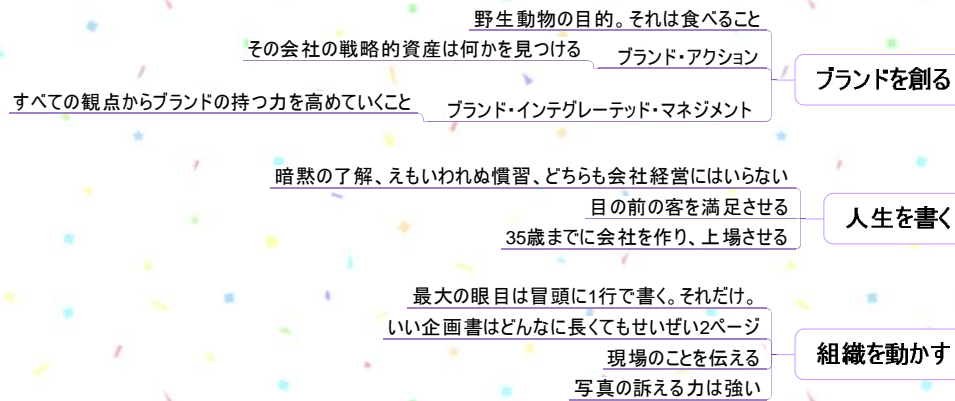 野生動物の目的。それは食べること
その会社の戦略的資産は何かを見つける
ブランド・アクション
ブランドを創る
すべての観点からブランドの持つ力を高めていくこと
ブランド・インテグレーテッド・マネジメント
暗黙の了解、えもいわれぬ慣習、どちらも会社経営にはいらない
目の前の客を満足させる
人生を書く
35歳までに会社を作り、上場させる
最大の眼目は冒頭に1行で書く。それだけ。
いい企画書はどんなに長くてもせいぜい2ページ
組織を動かす
現場のことを伝える
写真の訴える力は強い